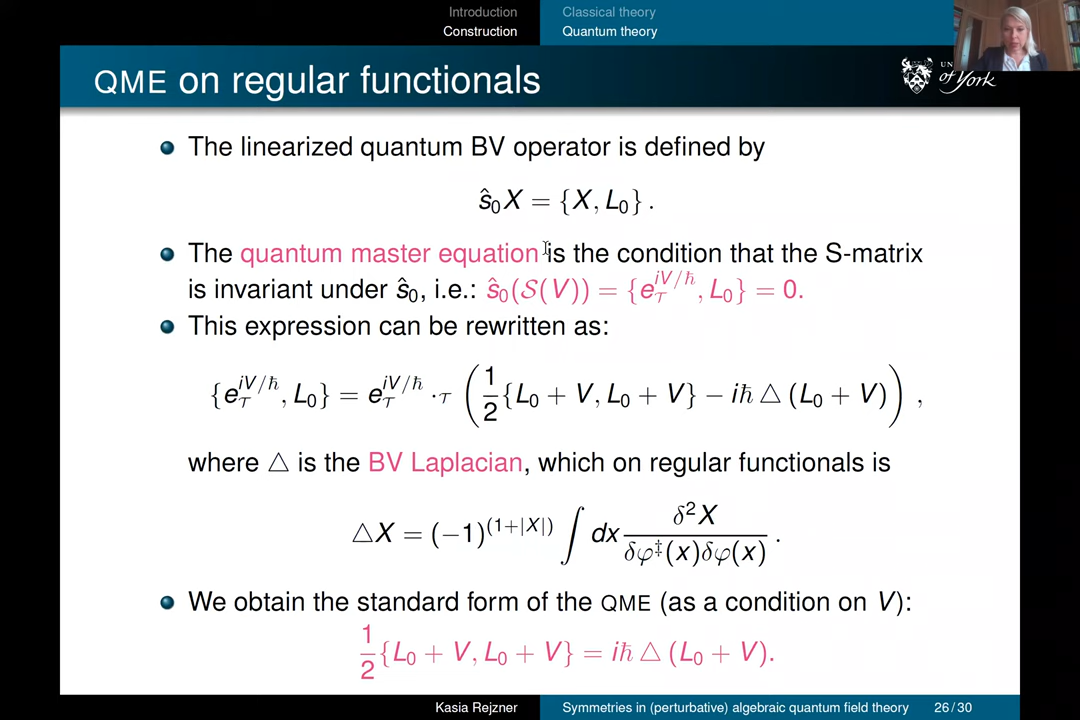 Introduction
Construction
Classical theory
Quantum theory
QME on regular functionals
UN
of York
The linearized quantum BV operator is defined by
ŝ₀X = {X, L₀} .
The quantum master equation is the condition that the S-matrix
is invariant under ŝ₀, i.e.: ŝ₀(𝒮(V)) = {e_𝒯^{iV/ħ}, L₀} = 0.
This expression can be rewritten as:
{e_𝒯^{iV/ħ}, L₀} = e_𝒯^{iV/ħ} ·_𝒯 ( 1/2 {L₀ + V, L₀ + V} − iħ △ (L₀ + V) ) ,
where △ is the BV Laplacian, which on regular functionals is
△X = (−1)^{(1+|X|)} ∫ dx δ²X / δφ‡(x)δφ(x) .
We obtain the standard form of the QME (as a condition on V):
1/2 {L₀ + V, L₀ + V} = iħ △ (L₀ + V).
Kasia Rejzner
Symmetries in (perturbative) algebraic quantum field theory
26 / 30